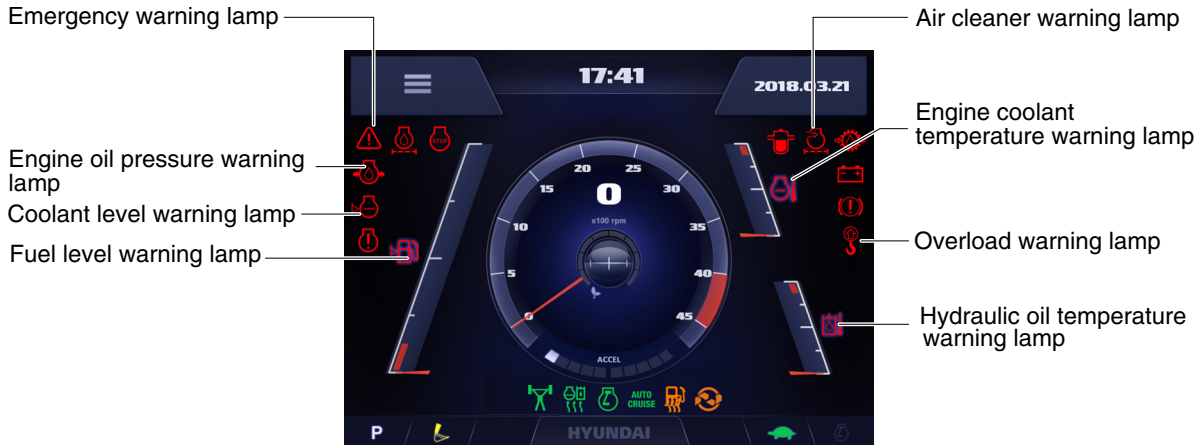 Emergency warning lamp
Air cleaner warning lamp
17:41
2018.03.21
Engine coolant
temperature warning lamp
STOP
Engine oil pressure warning
lamp
Coolant level warning lamp
Fuel level warning lamp
Overload warning lamp
Hydraulic oil temperature
warning lamp
20 25
15 0 30
x100 rpm
10 35
5 40
0 45
ACCEL
AUTO
CRUISE
P
HYUNDAI